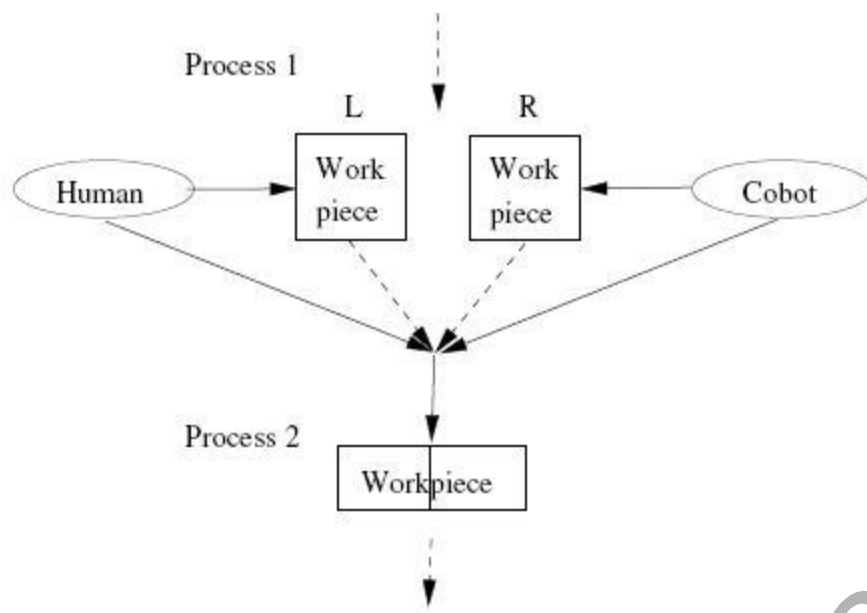 Process 1
L
R
Human
Work
piece
Work
piece
Cobot
Process 2
Workpiece